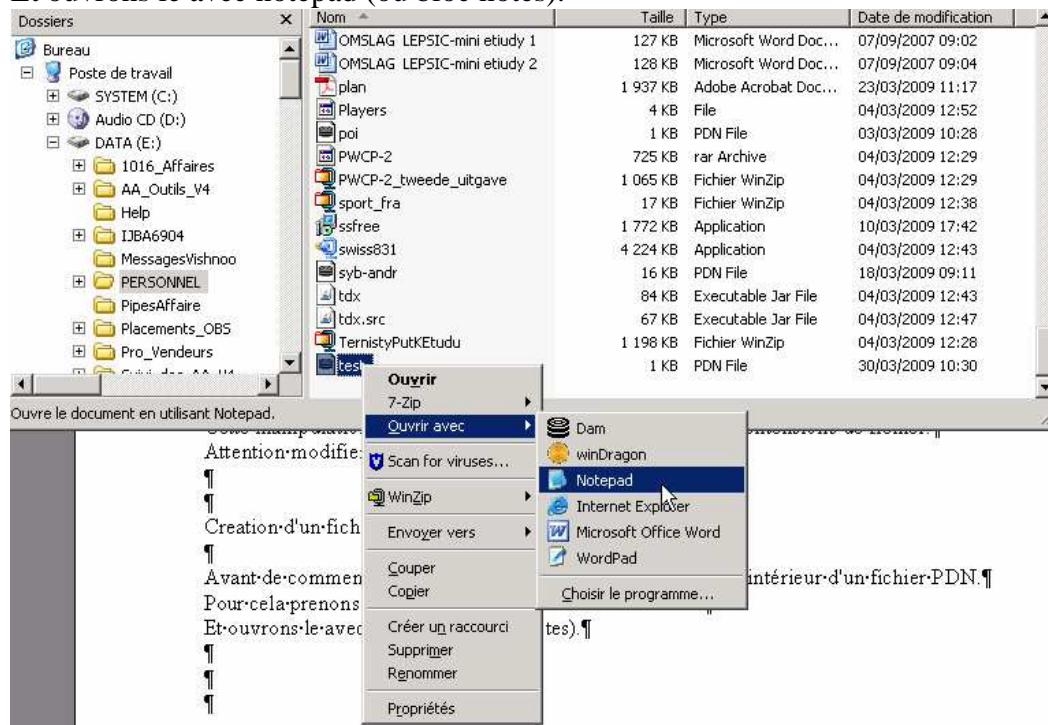 Et ouvrons le avec notepad (ou bloc notes).
Dossiers × Nom Taille Type Date de modification
Bureau
Poste de travail
SYSTEM (C:)
Audio CD (D:)
DATA (E:)
1016_Affaires
AA_Outils_V4
Help
IJBA6904
MessagesVishnoo
PERSONNEL
PipesAffaire
Placements_OBS
Pro_Vendeurs
OMSLAG LEPSIC-mini etiudy 1 127 KB Microsoft Word Doc... 07/09/2007 09:02
OMSLAG LEPSIC-mini etiudy 2 128 KB Microsoft Word Doc... 07/09/2007 09:04
plan 1 937 KB Adobe Acrobat Doc... 23/03/2009 11:17
Players 4 KB File 04/03/2009 12:52
poi 1 KB PDN File 03/03/2009 10:28
PWCP-2 725 KB rar Archive 04/03/2009 12:29
PWCP-2_tweede_uitgave 1 065 KB Fichier WinZip 04/03/2009 12:29
sport_fra 17 KB Fichier WinZip 04/03/2009 12:38
ssfree 1 772 KB Application 10/03/2009 17:42
swiss831 4 224 KB Application 04/03/2009 12:43
syb-andr 16 KB PDN File 18/03/2009 09:11
tdx 84 KB Executable Jar File 04/03/2009 12:43
tdx.src 67 KB Executable Jar File 04/03/2009 12:47
TernistyPutKEtudu 1 198 KB Fichier WinZip 04/03/2009 12:28
test 1 KB PDN File 30/03/2009 10:30
Ouvre le document en utilisant Notepad.
Ouvrir
7-Zip
Ouvrir avec
Scan for viruses...
WinZip
Envoyer vers
Couper
Copier
Créer un raccourci
Supprimer
Renommer
Propriétés
Dam
winDragon
Notepad
Internet Explorer
Microsoft Office Word
WordPad
Choisir le programme...
Attention·modifie
¶
¶
Creation·d'un·fich
¶
Avant·de·commen intérieur·d'un·fichier·PDN.¶
Pour·cela·prenons
Et·ouvrons·le·avec tes).¶
¶
¶
¶